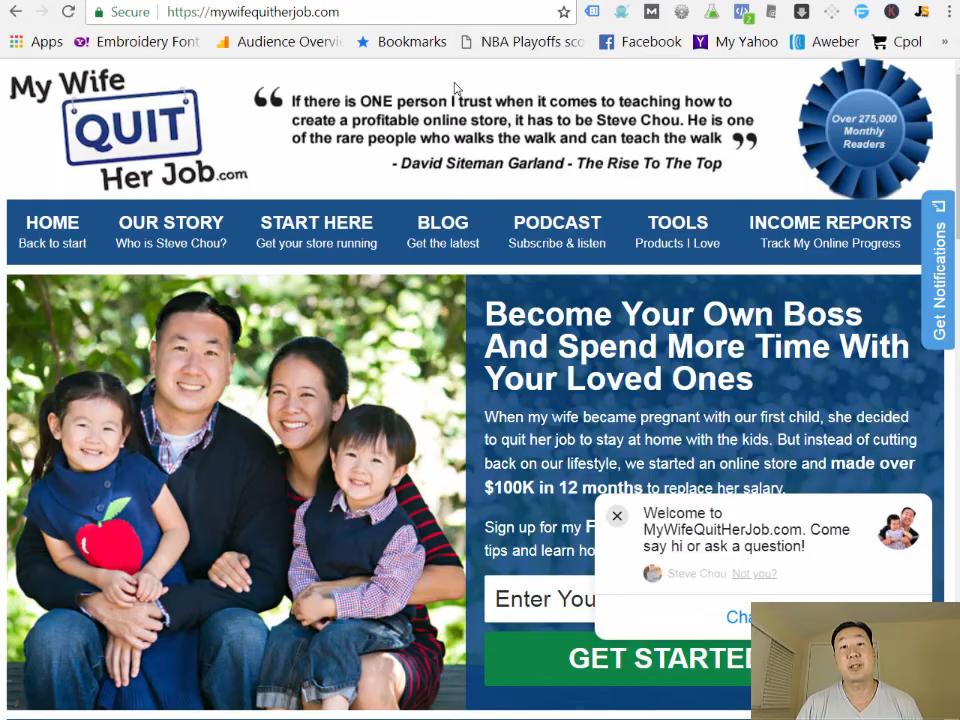 Secure https://mywifequitherjob.com
Apps Embroidery Font Audience Overvi Bookmarks NBA Playoffs sco Facebook My Yahoo Aweber Cpol »
My Wife
QUIT
Her Job.com
“ If there is ONE person I trust when it comes to teaching how to
create a profitable online store, it has to be Steve Chou. He is one
of the rare people who walks the walk and can teach the walk ”
- David Siteman Garland - The Rise To The Top
Over 275,000
Monthly
Readers
HOME OUR STORY START HERE BLOG PODCAST TOOLS INCOME REPORTS
Back to start Who is Steve Chou? Get your store running Get the latest Subscribe & listen Products I Love Track My Online Progress
Get Notifications
Become Your Own Boss
And Spend More Time With
Your Loved Ones
When my wife became pregnant with our first child, she decided
to quit her job to stay at home with the kids. But instead of cutting
back on our lifestyle, we started an online store and made over
$100K in 12 months to replace her salary.
Sign up for my F
tips and learn ho
Enter You
GET STARTED
Welcome to
MyWifeQuitHerJob.com. Come
say hi or ask a question!
Steve Chou Not you?
Cha